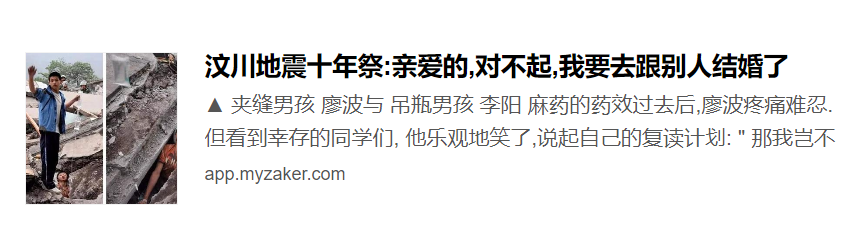 汶川地震十年祭:亲爱的,对不起,我要去跟别人结婚了
▲ 夹缝男孩 廖波与 吊瓶男孩 李阳 麻药的药效过去后,廖波疼痛难忍.
但看到幸存的同学们, 他乐观地笑了,说起自己的复读计划: " 那我岂不
app.myzaker.com